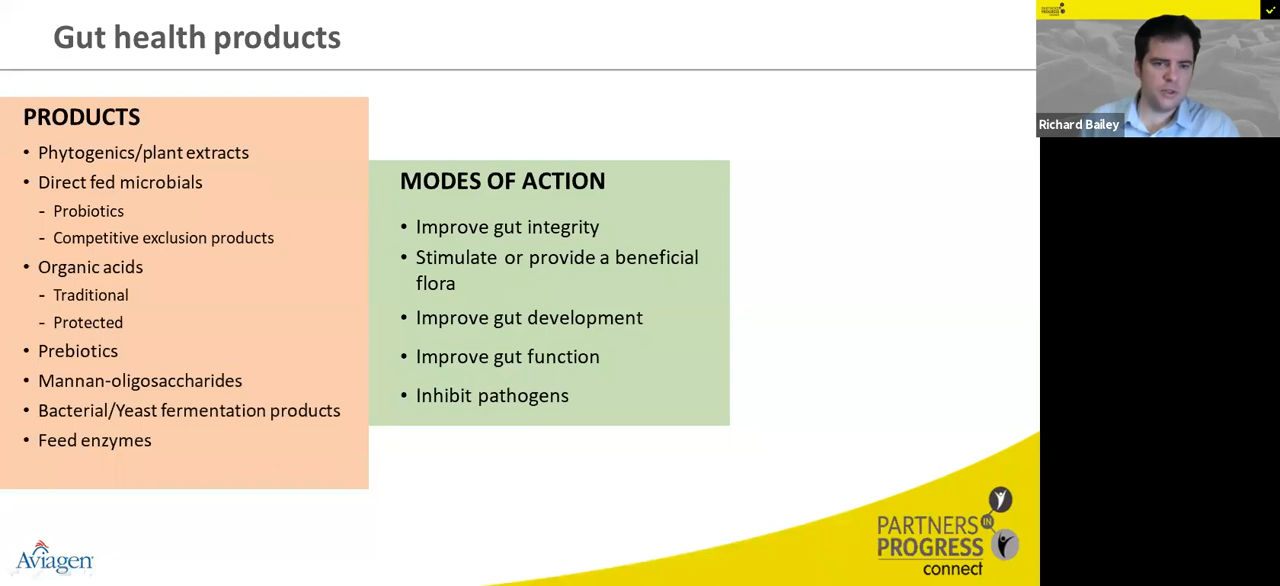 Gut health products
PRODUCTS
• Phytogenics/plant extracts
• Direct fed microbials
- Probiotics
- Competitive exclusion products
• Organic acids
- Traditional
- Protected
• Prebiotics
• Mannan-oligosaccharides
• Bacterial/Yeast fermentation products
• Feed enzymes
MODES OF ACTION
• Improve gut integrity
• Stimulate or provide a beneficial
flora
• Improve gut development
• Improve gut function
• Inhibit pathogens
Aviagen
PARTNERS
IN
PROGRESS
connect
PARTNERS
PROGRESS
Richard Bailey